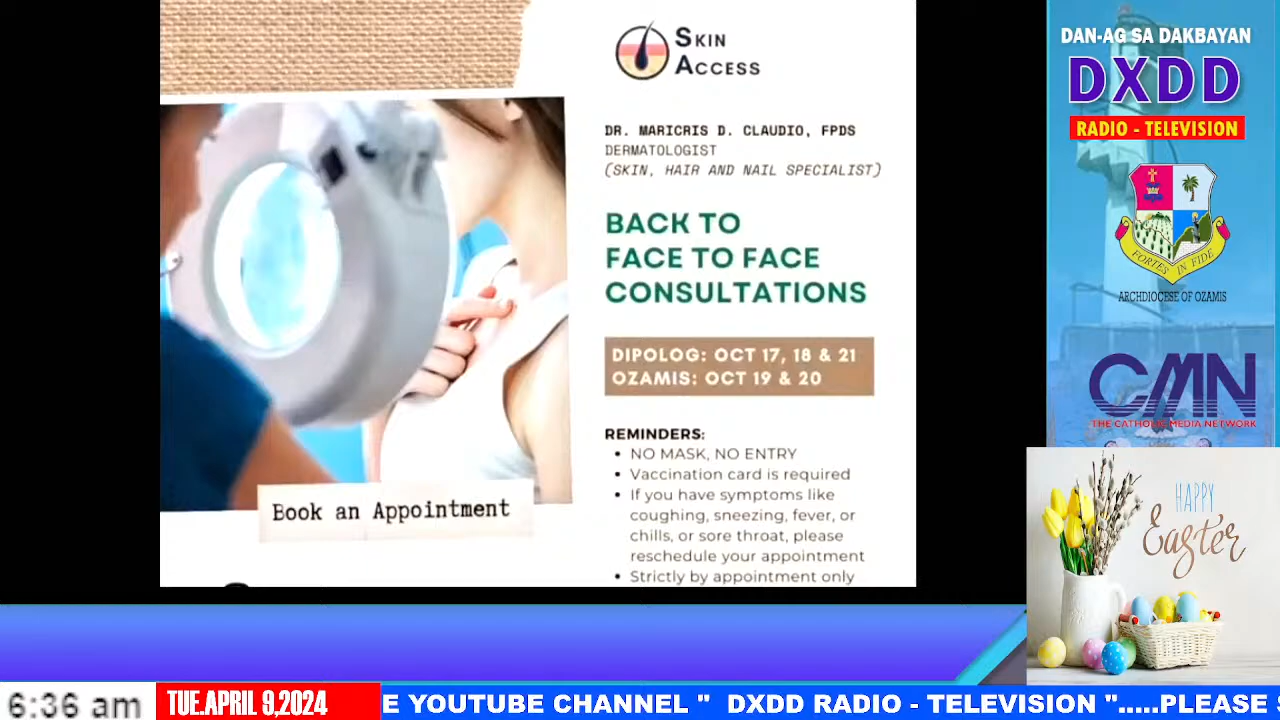 SKIN
ACCESS
DR. MARICRIS D. CLAUDIO, FPDS
DERMATOLOGIST
(SKIN, HAIR AND NAIL SPECIALIST)
BACK TO
FACE TO FACE
CONSULTATIONS
DIPOLOG: OCT 17, 18 & 21
OZAMIS: OCT 19 & 20
REMINDERS:
• NO MASK, NO ENTRY
• Vaccination card is required
• If you have symptoms like
coughing, sneezing, fever, or
chills, or sore throat, please
reschedule your appointment
• Strictly by appointment only
Book an Appointment
DAN-AG SA DAKBAYAN
DXDD
RADIO - TELEVISION
FORTES IN FIDE
ARCHDIOCESE OF OZAMIS
CMN
THE CATHOLIC MEDIA NETWORK
HAPPY
Easter
6:36 am
TUE.APRIL 9,2024
E YOUTUBE CHANNEL " DXDD RADIO - TELEVISION ".....PLEASE